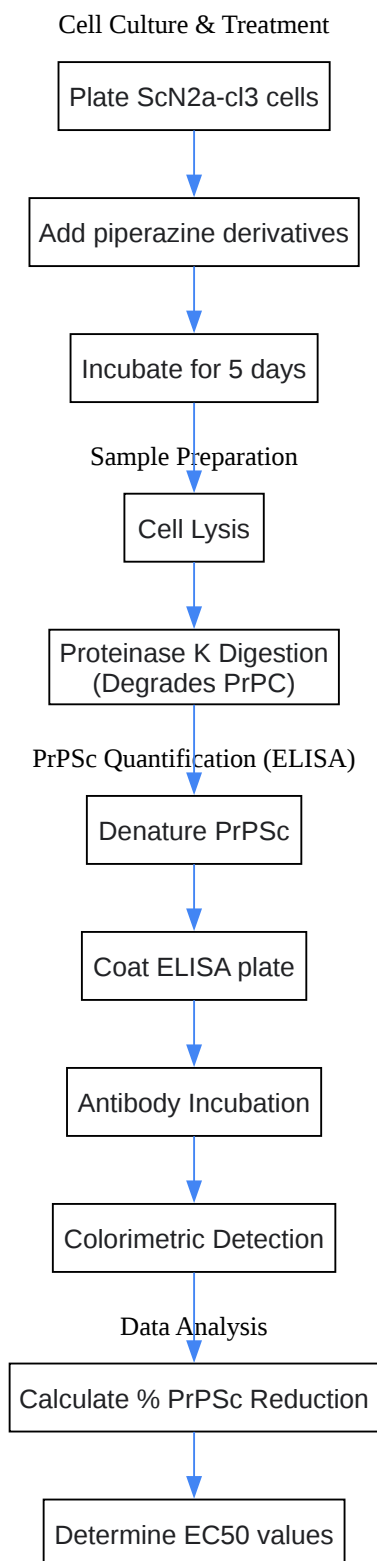 Cell Culture & Treatment
Plate ScN2a-cl3 cells
Add piperazine derivatives
Incubate for 5 days
Sample Preparation
Cell Lysis
Proteinase K Digestion
(Degrades PrPC)
PrPSc Quantification (ELISA)
Denature PrPSc
Coat ELISA plate
Antibody Incubation
Colorimetric Detection
Data Analysis
Calculate % PrPSc Reduction
Determine EC50 values